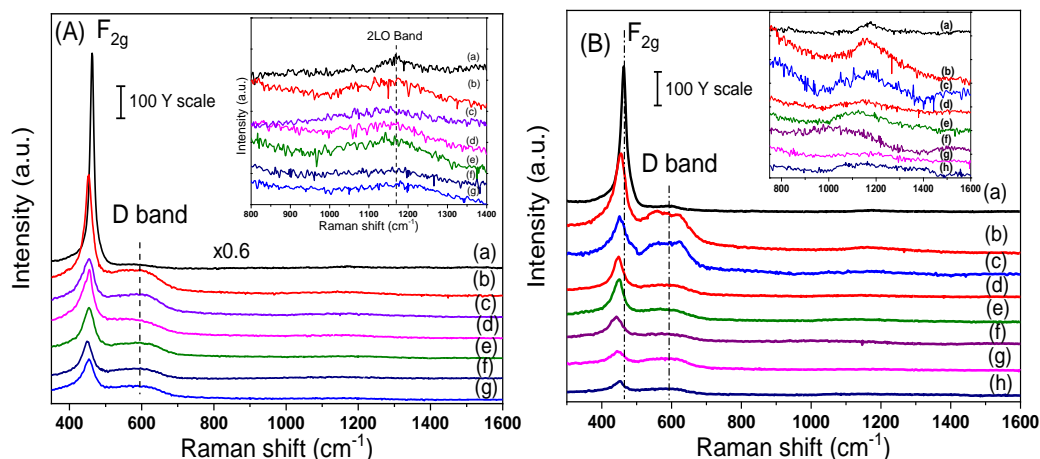 (A)
F2g
100 Y scale
D band
x0.6
(a)
(b)
(c)
(d)
(e)
(f)
(g)
Intensity (a.u.)
400 600 800 1000 1200 1400 1600
Raman shift (cm-1)
2LO Band
(a)
(b)
(c)
(d)
(e)
(f)
(g)
Intensity (a.u.)
800 900 1000 1100 1200 1300 1400
Raman shift (cm-1)
(B)
F2g
100 Y scale
D band
(a)
(b)
(c)
(d)
(e)
(f)
(g)
(h)
Intensity (a.u.)
400 600 800 1000 1200 1400 1600
Raman shift (cm-1)
(a)
(b)
(c)
(d)
(e)
(f)
(g)
(h)
800 1000 1200 1400 1600